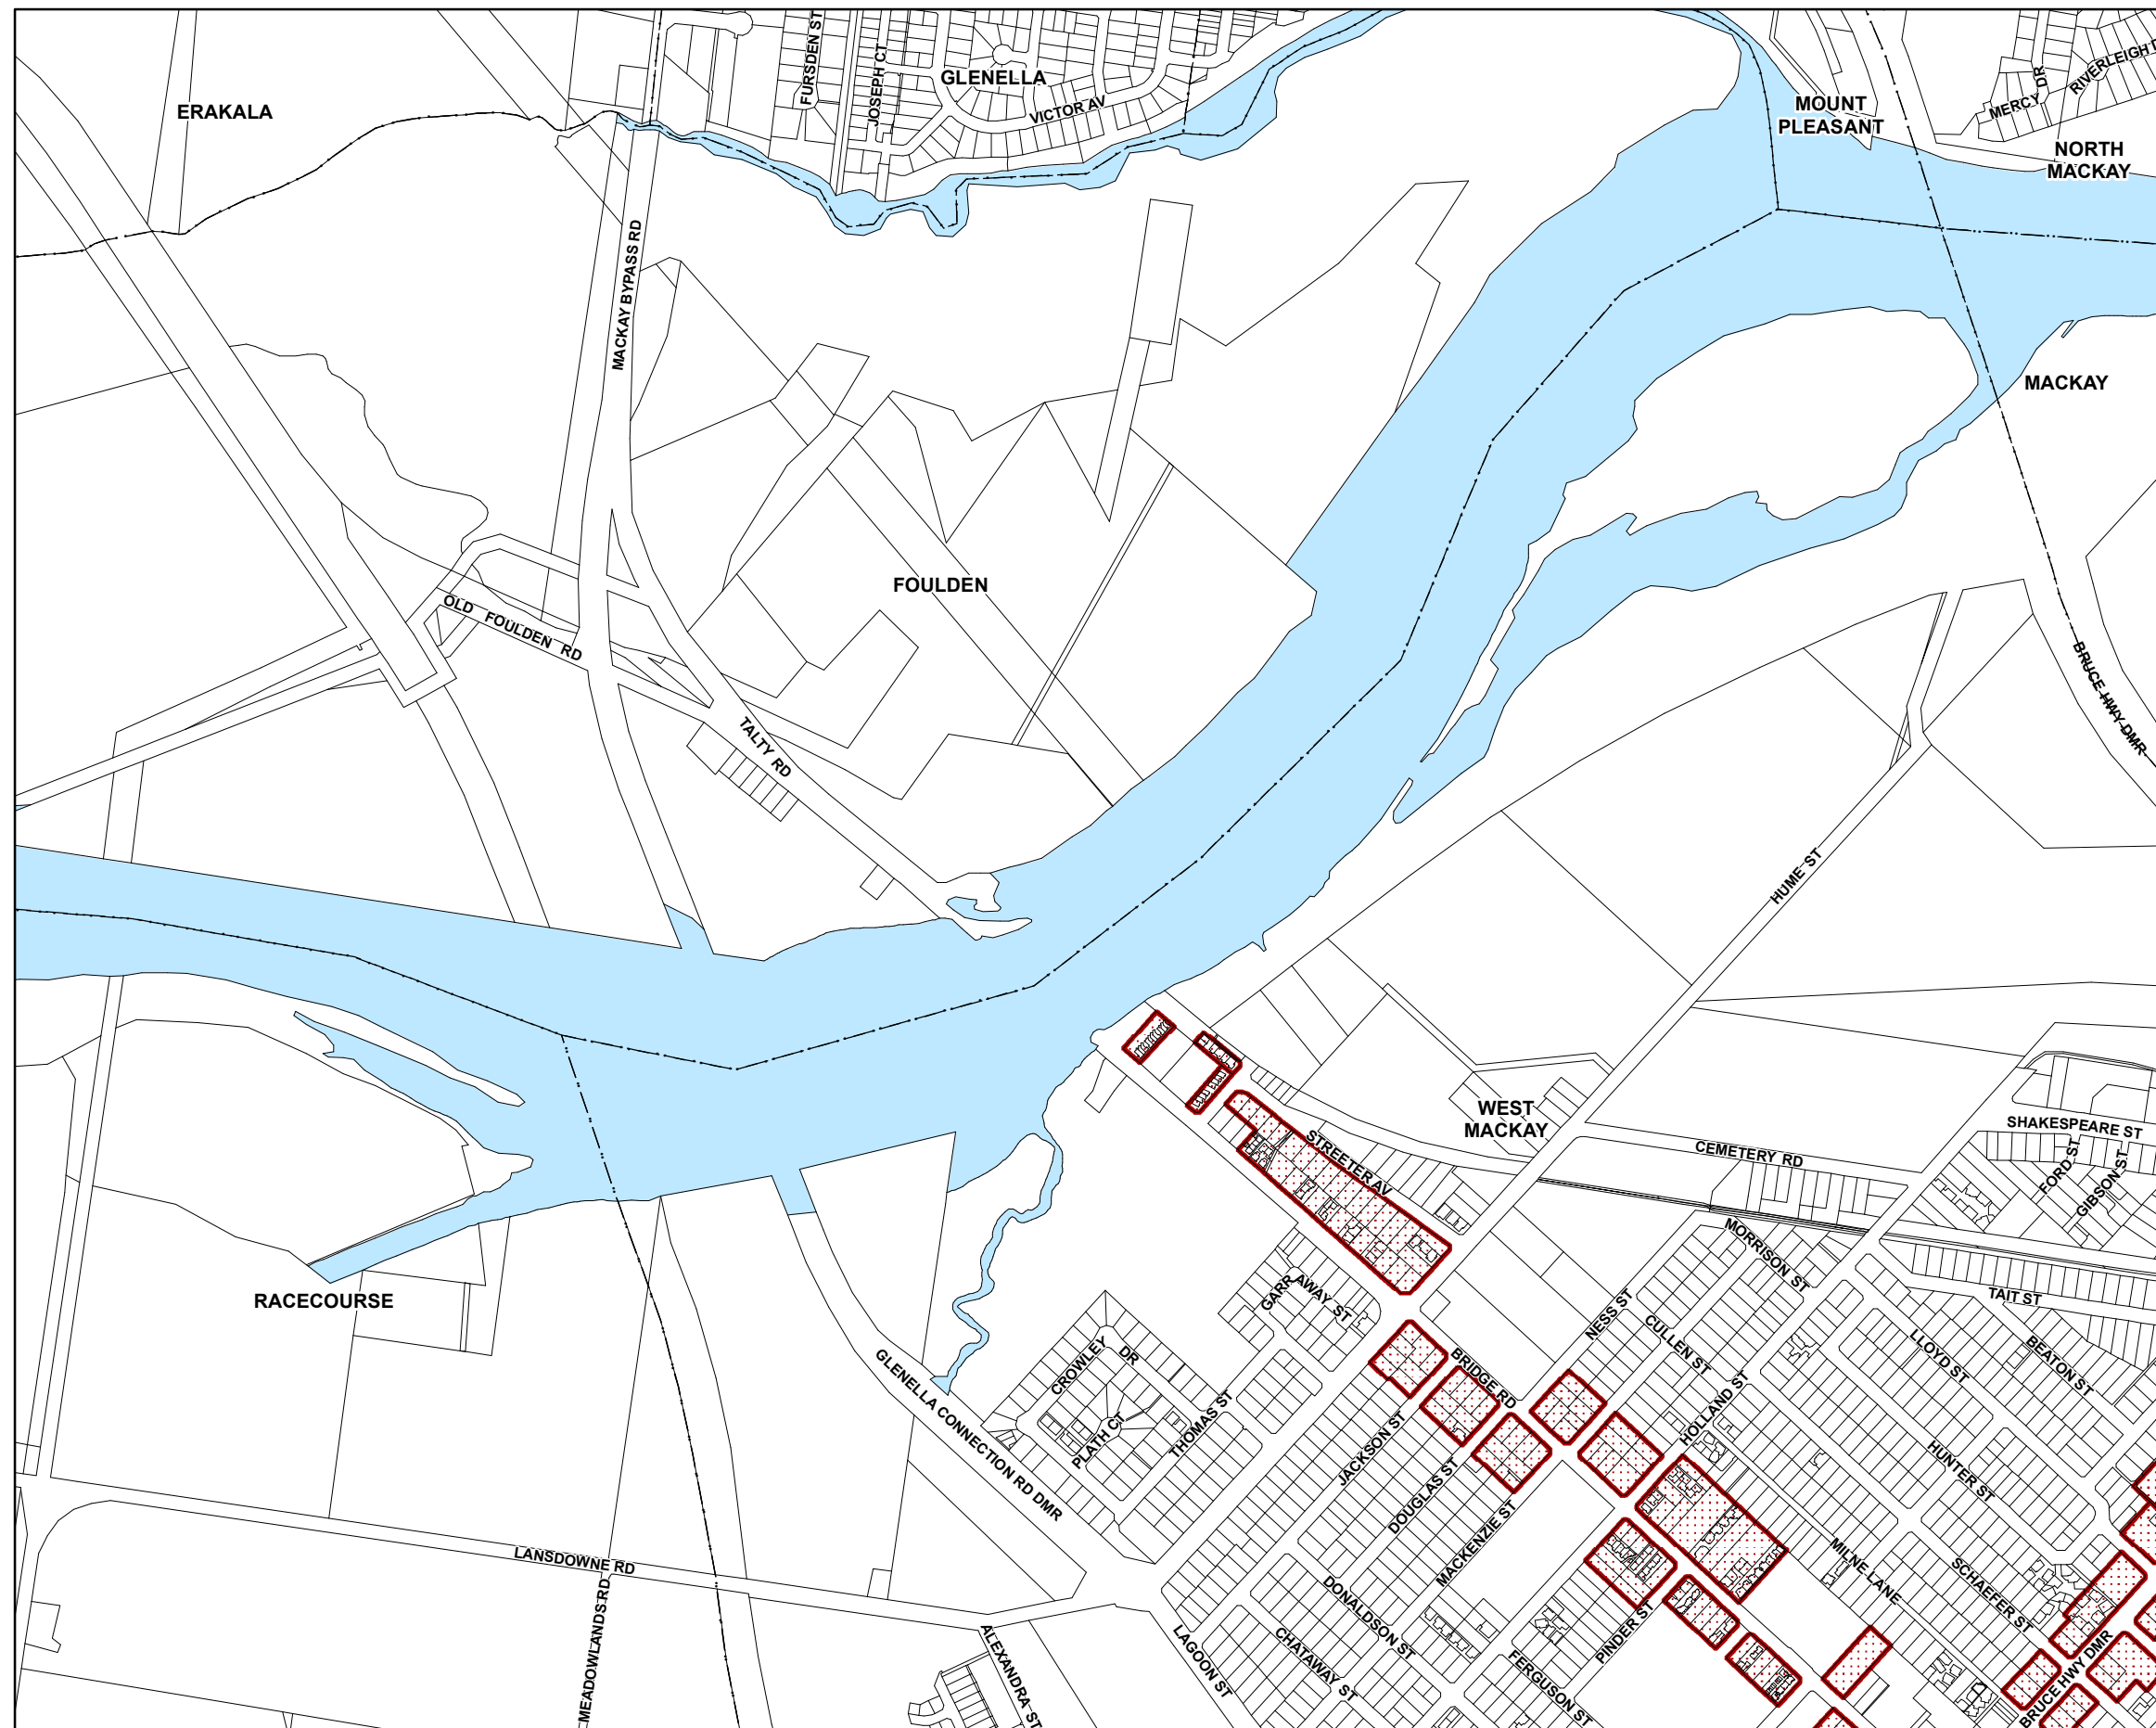 FURSDEN ST
JOSEPH CT
GLENELLA
VICTOR AV
ERAKALA
MOUNT
PLEASANT
MERCY DR
NORTH
MACKAY
MACKAY BYPASS RD
MACKAY
FOULDEN
OLD FOULDEN RD
TALTY RD
BRUCE HWY DMR
HUME ST
WEST
MACKAY
STREETER AV
CEMETERY RD
SHAKESPEARE ST
FORD ST
GIBSON ST
MORRISON ST
TAIT ST
RACECOURSE
GARRAWAY ST
NESS ST
CULLEN ST
LLOYD ST
BEATON ST
CROWLEY DR
GLENELLA CONNECTION RD DMR
PLATH CT
THOMAS ST
BRIDGE RD
HOLLAND ST
JACKSON ST
DOUGLAS ST
HUNTER ST
MACKENZIE ST
LANSDOWNE RD
MEADOWLANDS RD
DONALDSON ST
MILNE LANE
SCHAEFER ST
ALEXANDRA ST
LAGOON ST
CHATAWAY ST
PINDER ST
FERGUSON ST
BRUCE HWY DMR
RIVERLEIGH